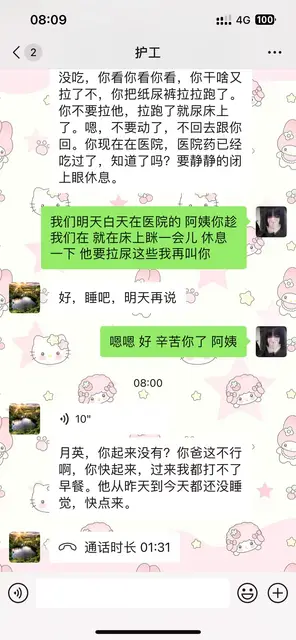 08:09
4G
100
2
护工
没吃，你看你看你看，你干啥又
拉了不，你把纸尿裤拉拉跑了。
你不要拉他，拉跑了就尿床上
了。嗯，不要动了，不回去跟你
回。你现在在医院，医院药已经
吃过了，知道了吗？要静静的闭
上眼休息。
我们明天白天在医院的 阿姨你趁
我们在 就在床上眯一会儿 休息
一下 他要拉尿这些我再叫你
好，睡吧，明天再说
嗯嗯 好 辛苦你了 阿姨
08:00
10"
月英，你起来没有？你爸这不行
啊，你快起来，过来我都打不了
早餐。他从昨天到今天都还没睡
觉，快点来。
通话时长 01:31